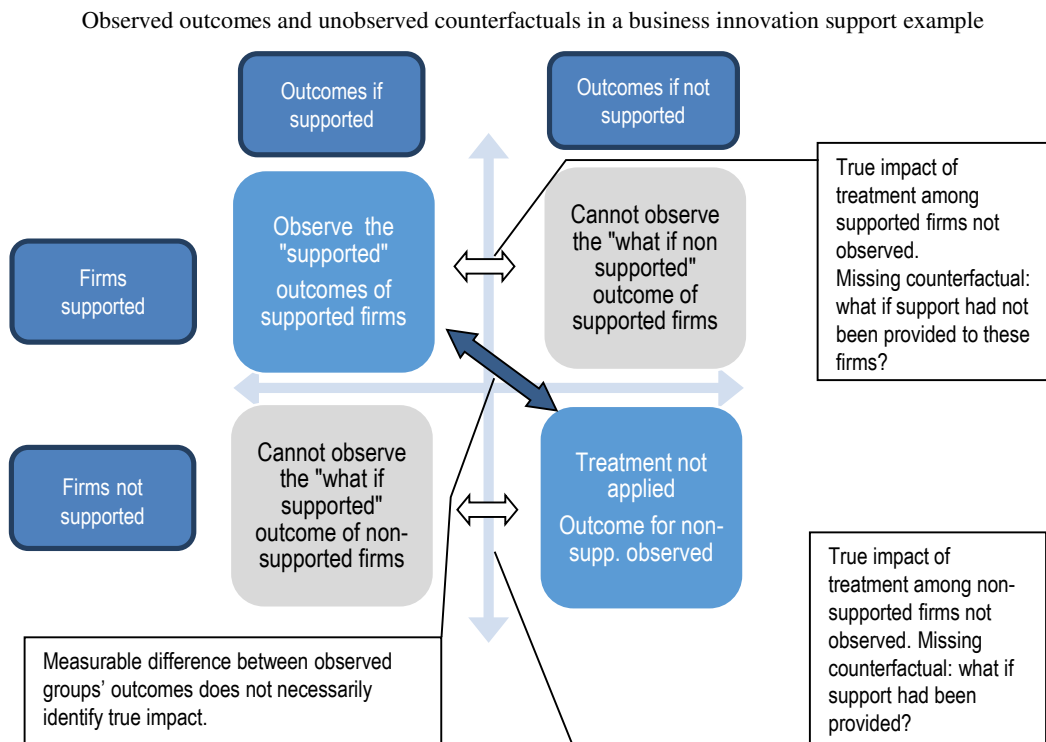 Observed outcomes and unobserved counterfactuals in a business innovation support example
Outcomes if
supported
Outcomes if not
supported
Firms
supported
Observe the
"supported"
outcomes of
supported firms
Cannot observe
the "what if non
supported"
outcome of
supported firms
True impact of
treatment among
supported firms not
observed.
Missing counterfactual:
what if support had not
been provided to these
firms?
Firms not
supported
Cannot observe
the "what if
supported"
outcome of non-
supported firms
Treatment not
applied
Outcome for non-
supp. observed
True impact of
treatment among non-
supported firms not
observed. Missing
counterfactual: what if
support had been
provided?
Measurable difference between observed
groups’ outcomes does not necessarily
identify true impact.